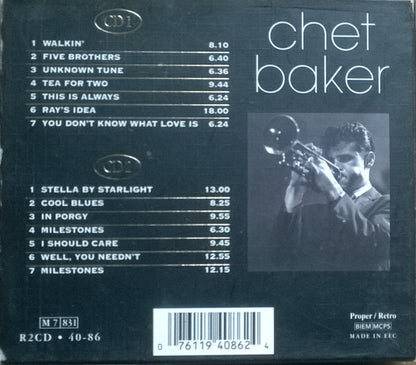 chet
baker
CD 1
1 WALKIN' 8.10
2 FIVE BROTHERS 6.40
3 UNKNOWN TUNE 6.36
4 TEA FOR TWO 9.44
5 THIS IS ALWAYS 6.24
6 RAY'S IDEA 18.00
7 YOU DON'T KNOW WHAT LOVE IS 6.24
CD 2
1 STELLA BY STARLIGHT 13.00
2 COOL BLUES 8.25
3 IN PORGY 9.55
4 MILESTONES 6.30
5 I SHOULD CARE 9.45
6 WELL, YOU NEEDN'T 12.55
7 MILESTONES 12.15
M 7 831
R2CD • 40-86
0 76119 40862 4
Proper / Retro
BIEM MCPS
MADE IN EEC